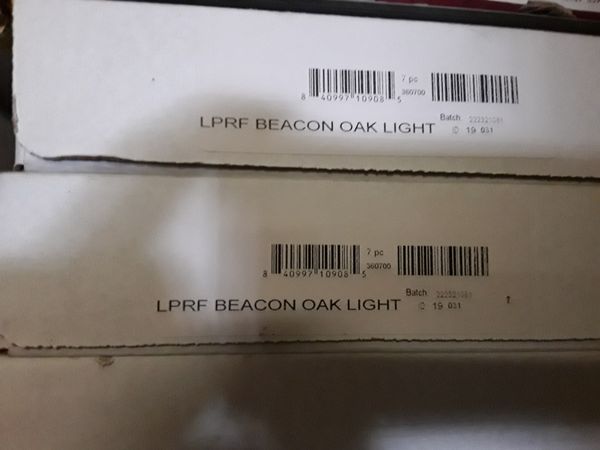 7 pc
8 40997 10908 5
360700
LPRF BEACON OAK LIGHT
Batch
19 031
7 pc
8 40997 10908 5
360700
LPRF BEACON OAK LIGHT
Batch
19 031